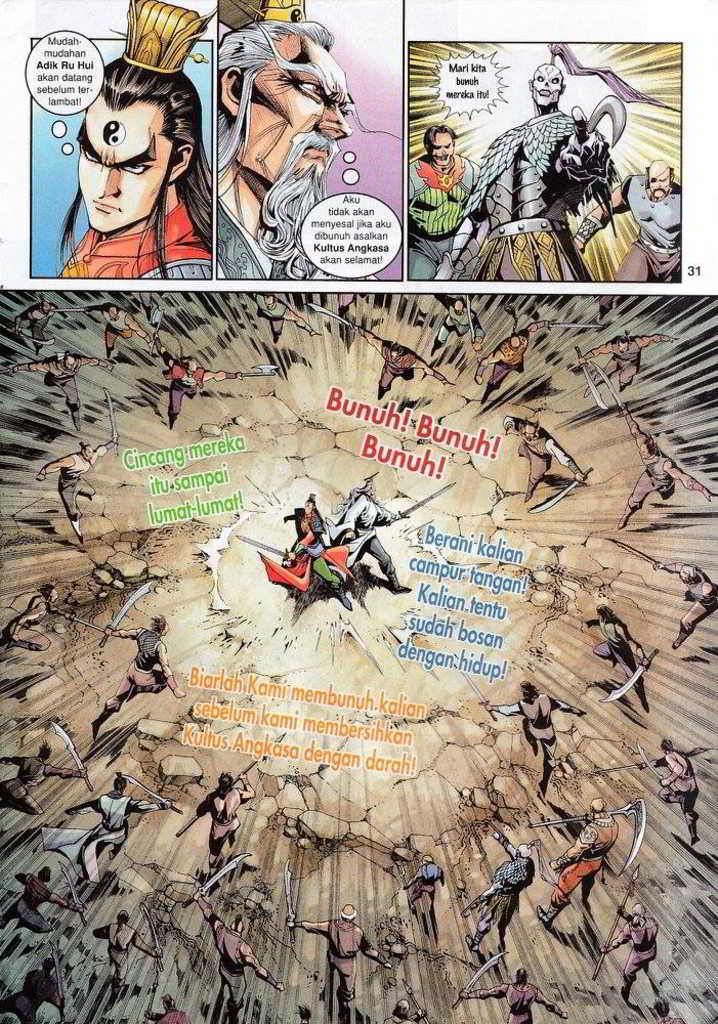 Mudah-
mudahan
Adik Ru Hui
akan datang
sebelum ter-
lambat!
Aku
tidak akan
menyesal jika aku
dibunuh asalkan
Kultus Angkasa
akan selamat!
Mari kita
bunuh
mereka itu!
31
Bunuh! Bunuh!
Bunuh!
Cincang mereka
itu sampai
lumat-lumat!
Berani kalian
campur tangan!
Kalian tentu
sudah bosan
dengan hidup!
Biarlah Kami membunuh kalian
sebelum kami membersihkan
Kultus Angkasa dengan darah!